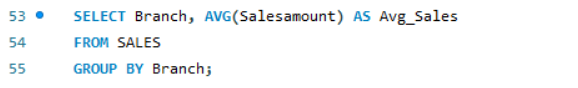 53 SELECT Branch, AVG(Salesamount) AS Avg_Sales
54 FROM SALES
55 GROUP BY Branch;